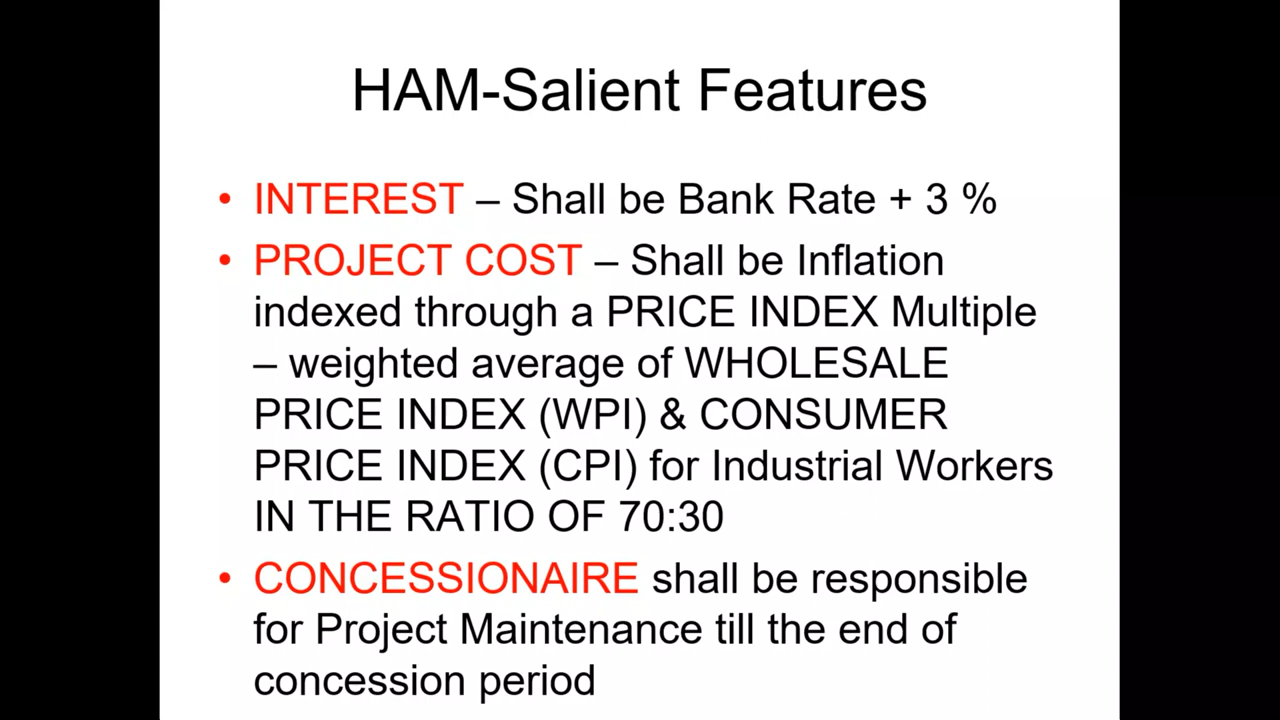 HAM-Salient Features
• INTEREST – Shall be Bank Rate + 3 %
• PROJECT COST – Shall be Inflation
indexed through a PRICE INDEX Multiple
– weighted average of WHOLESALE
PRICE INDEX (WPI) & CONSUMER
PRICE INDEX (CPI) for Industrial Workers
IN THE RATIO OF 70:30
• CONCESSIONAIRE shall be responsible
for Project Maintenance till the end of
concession period